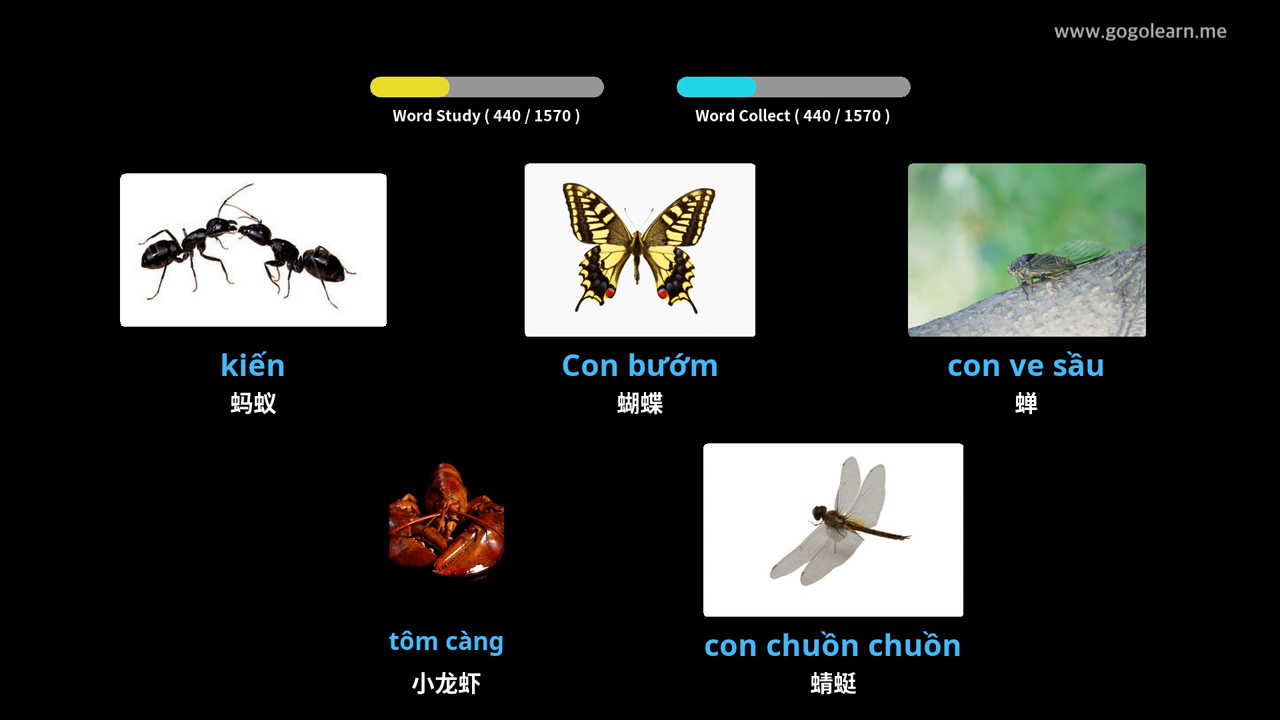 www.gogolearn.me
Word Study ( 440 / 1570 )
Word Collect ( 440 / 1570 )
kiến
蚂蚁
Con bướm
蝴蝶
con ve sầu
蝉
tôm càng
小龙虾
con chuồn chuồn
蜻蜓